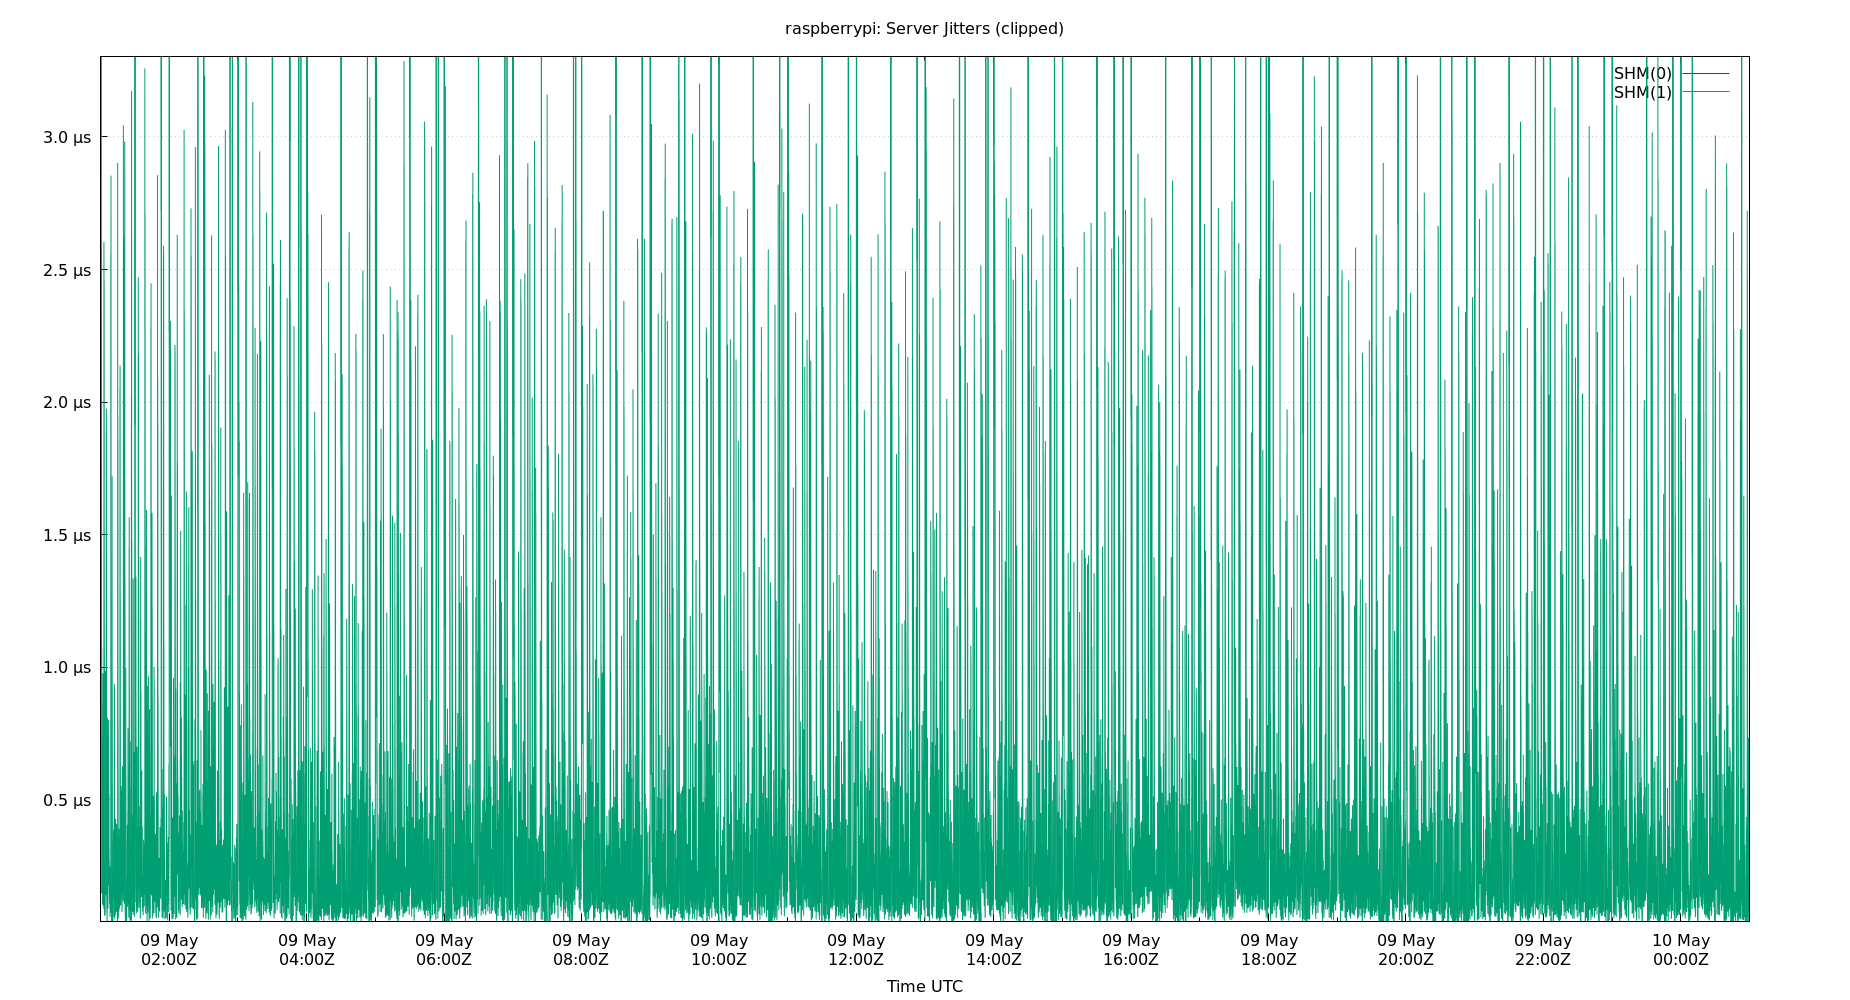 raspberrypi: Server Jitters (clipped)
SHM(0)
SHM(1)
3.0 µs
2.5 µs
2.0 µs
1.5 µs
1.0 µs
0.5 µs
09 May 09 May 09 May 09 May 09 May 09 May 09 May 09 May 09 May 09 May 09 May 10 May
02:00Z 04:00Z 06:00Z 08:00Z 10:00Z 12:00Z 14:00Z 16:00Z 18:00Z 20:00Z 22:00Z 00:00Z
Time UTC